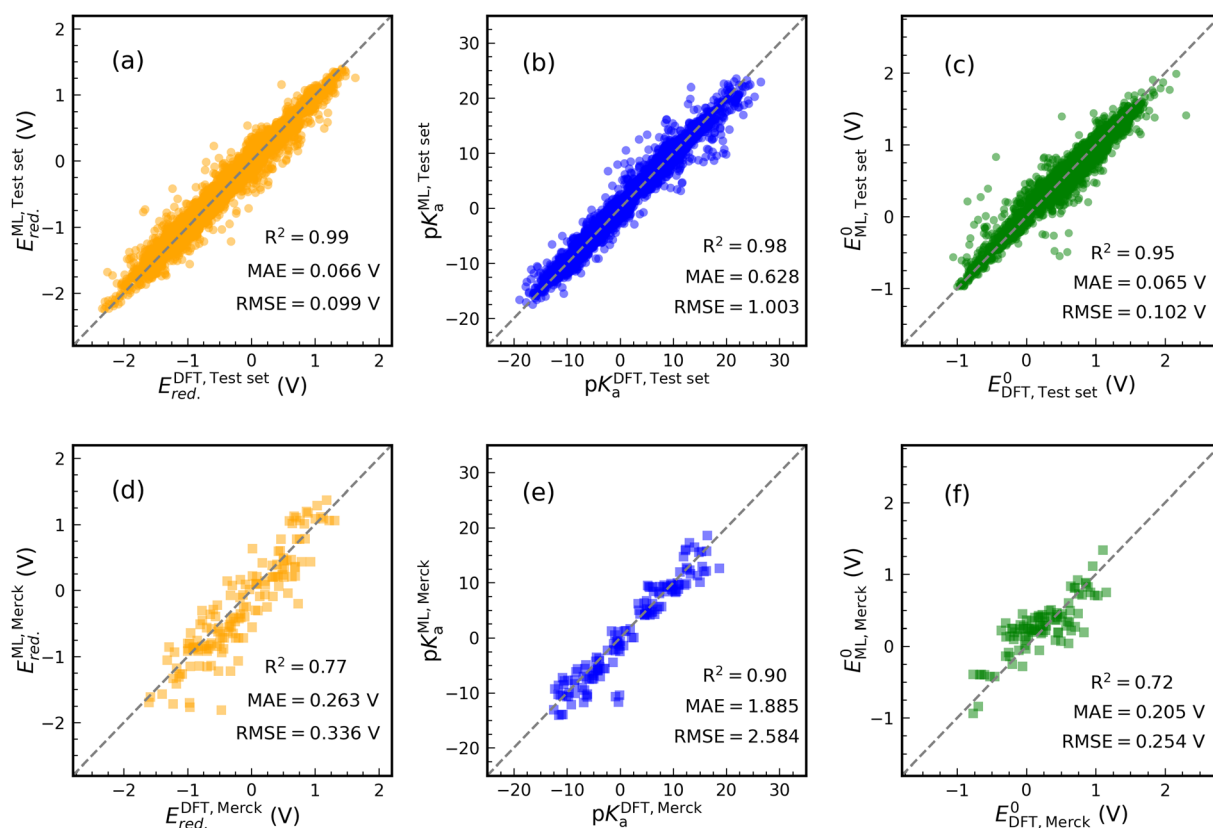 (a)
R² = 0.99
MAE = 0.066 V
RMSE = 0.099 V
2
1
0
−1
−2
E_red.^ML, Test set (V)
−2 −1 0 1 2
E_red.^DFT, Test set (V)
(b)
R² = 0.98
MAE = 0.628
RMSE = 1.003
30
20
10
0
−10
−20
pK_a^ML, Test set
−20 −10 0 10 20 30
pK_a^DFT, Test set
(c)
R² = 0.95
MAE = 0.065 V
RMSE = 0.102 V
2
1
0
−1
E^0_ML, Test set (V)
−1 0 1 2
E^0_DFT, Test set (V)
(d)
R² = 0.77
MAE = 0.263 V
RMSE = 0.336 V
2
1
0
−1
−2
E_red.^ML, Merck (V)
−2 −1 0 1 2
E_red.^DFT, Merck (V)
(e)
R² = 0.90
MAE = 1.885
RMSE = 2.584
30
20
10
0
−10
−20
pK_a^ML, Merck
−20 −10 0 10 20 30
pK_a^DFT, Merck
(f)
R² = 0.72
MAE = 0.205 V
RMSE = 0.254 V
2
1
0
−1
E^0_ML, Merck (V)
−1 0 1 2
E^0_DFT, Merck (V)